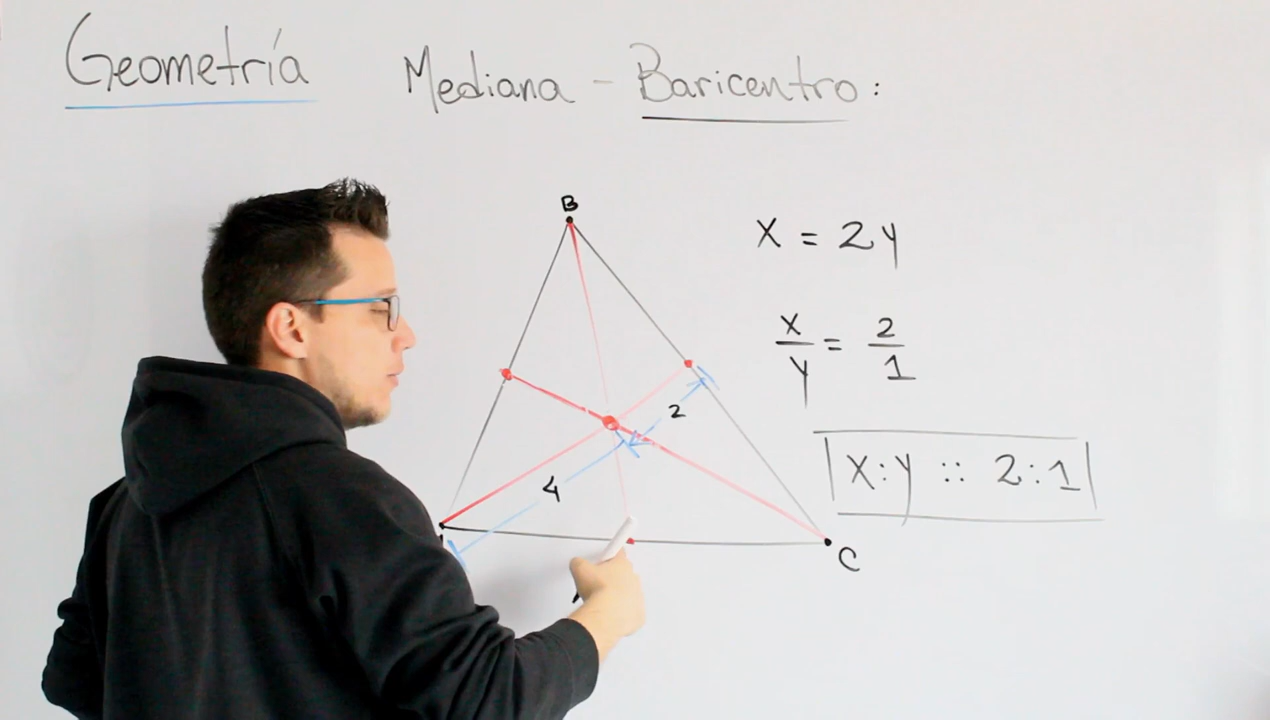 Geometría
Mediana - Baricentro:
B
X = 2y
X/y = 2/1
2
4
X:y :: 2:1
C